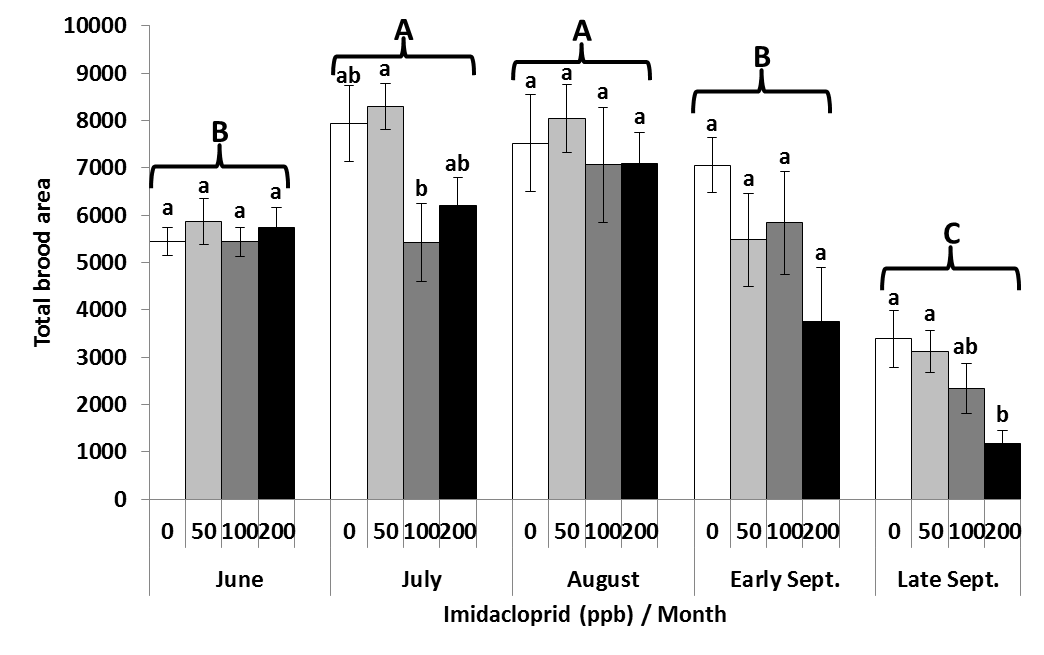 10000
9000
8000
7000
6000
5000
4000
3000
2000
1000
0
Total brood area
B
A
A
B
C
a a a a
ab a b ab
a a a a
a a a a
a a ab b
0 50 100 200 0 50 100 200 0 50 100 200 0 50 100 200 0 50 100 200
June July August Early Sept. Late Sept.
Imidacloprid (ppb) / Month